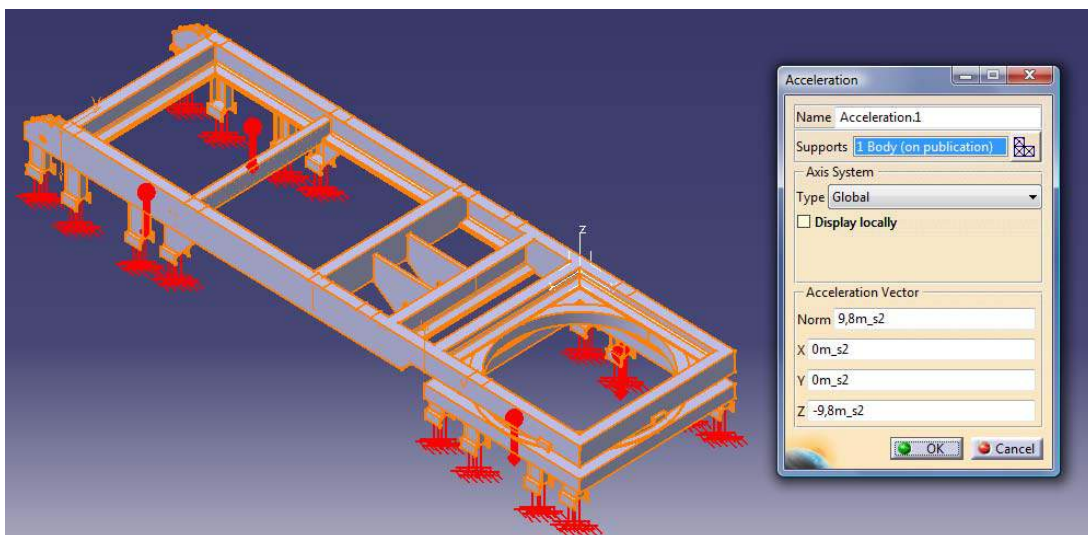 Acceleration
Name Acceleration.1
Supports 1 Body (on publication)
Axis System
Type Global
Display locally
Acceleration Vector
Norm 9,8m_s2
X 0m_s2
Y 0m_s2
Z -9,8m_s2
OK Cancel
z